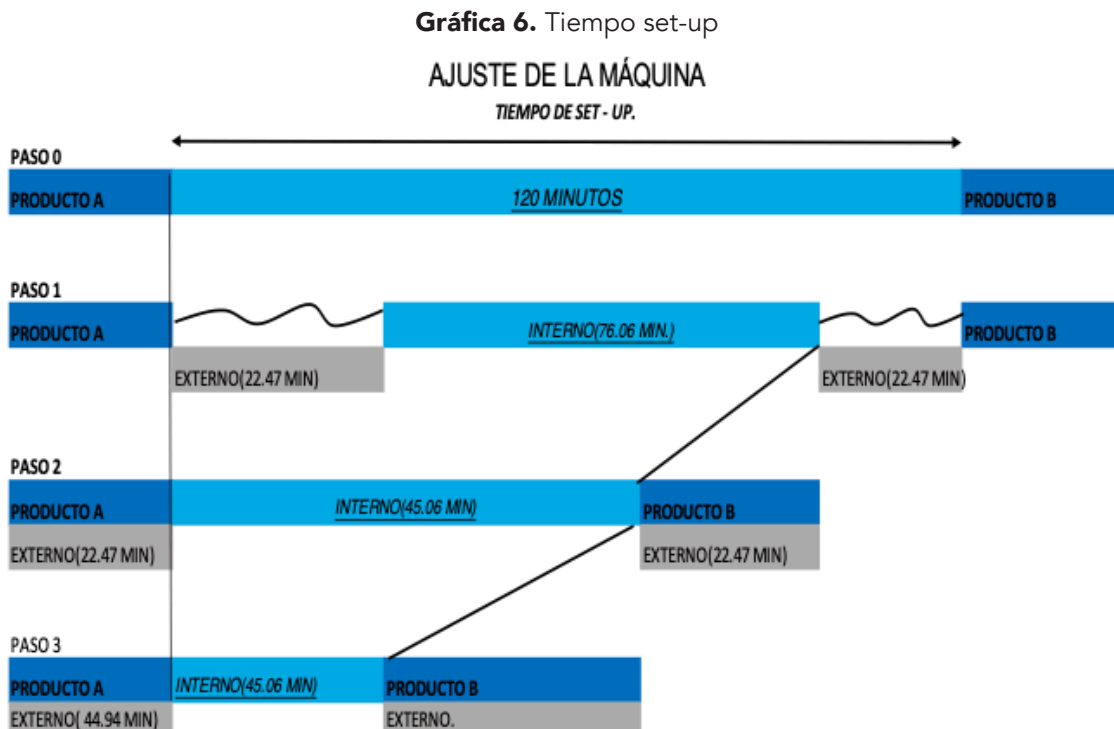 Gráfica 6. Tiempo set-up
AJUSTE DE LA MÁQUINA
TIEMPO DE SET - UP.
PASO 0
PRODUCTO A
120 MINUTOS
PRODUCTO B
PASO 1
PRODUCTO A
INTERNO(76.06 MIN.)
PRODUCTO B
EXTERNO(22.47 MIN)
EXTERNO(22.47 MIN)
PASO 2
PRODUCTO A
INTERNO(45.06 MIN)
PRODUCTO B
EXTERNO(22.47 MIN)
EXTERNO(22.47 MIN)
PASO 3
PRODUCTO A
INTERNO(45.06 MIN)
PRODUCTO B
EXTERNO( 44.94 MIN)
EXTERNO.